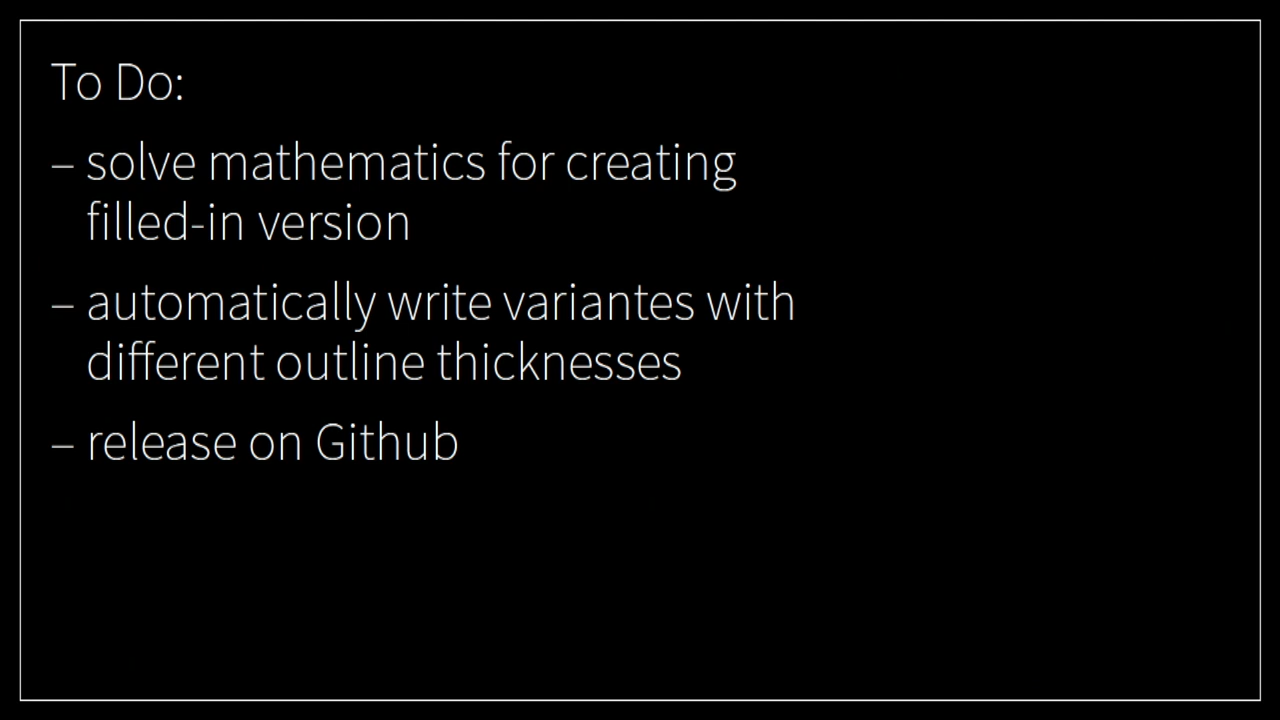 To Do:
– solve mathematics for creating
filled-in version
– automatically write variantes with
different outline thicknesses
– release on Github